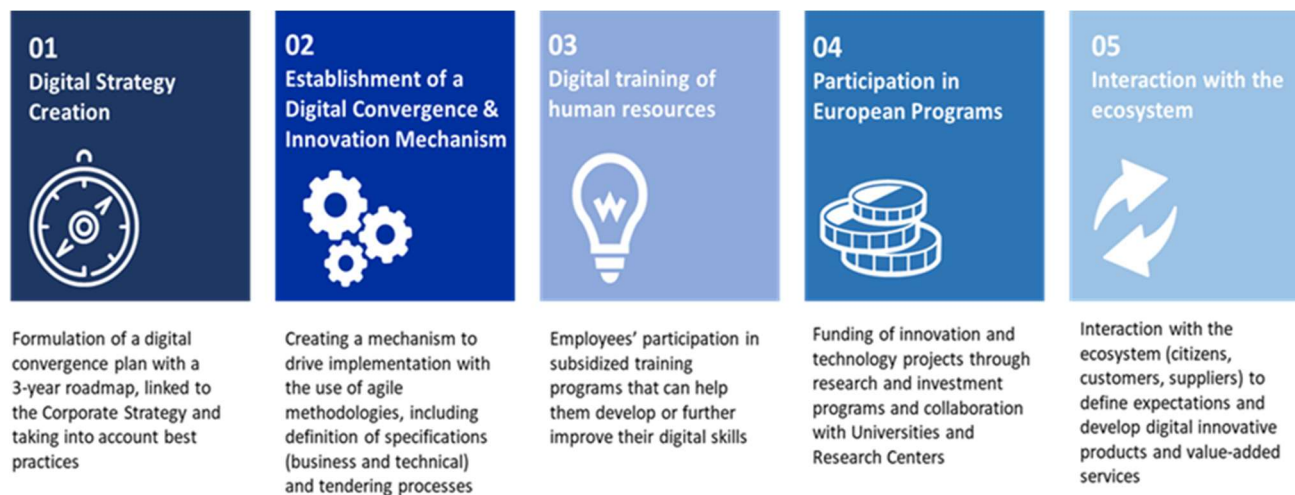 01
Digital Strategy
Creation
Formulation of a digital
convergence plan with a
3-year roadmap, linked to
the Corporate Strategy and
taking into account best
practices
02
Establishment of a
Digital Convergence &
Innovation Mechanism
Creating a mechanism to
drive implementation with
the use of agile
methodologies, including
definition of specifications
(business and technical)
and tendering processes
03
Digital training of
human resources
Employees’ participation in
subsidized training
programs that can help
them develop or further
improve their digital skills
04
Participation in
European Programs
Funding of innovation and
technology projects through
research and investment
programs and collaboration
with Universities and
Research Centers
05
Interaction with the
ecosystem
Interaction with the
ecosystem (citizens,
customers, suppliers) to
define expectations and
develop digital innovative
products and value-added
services